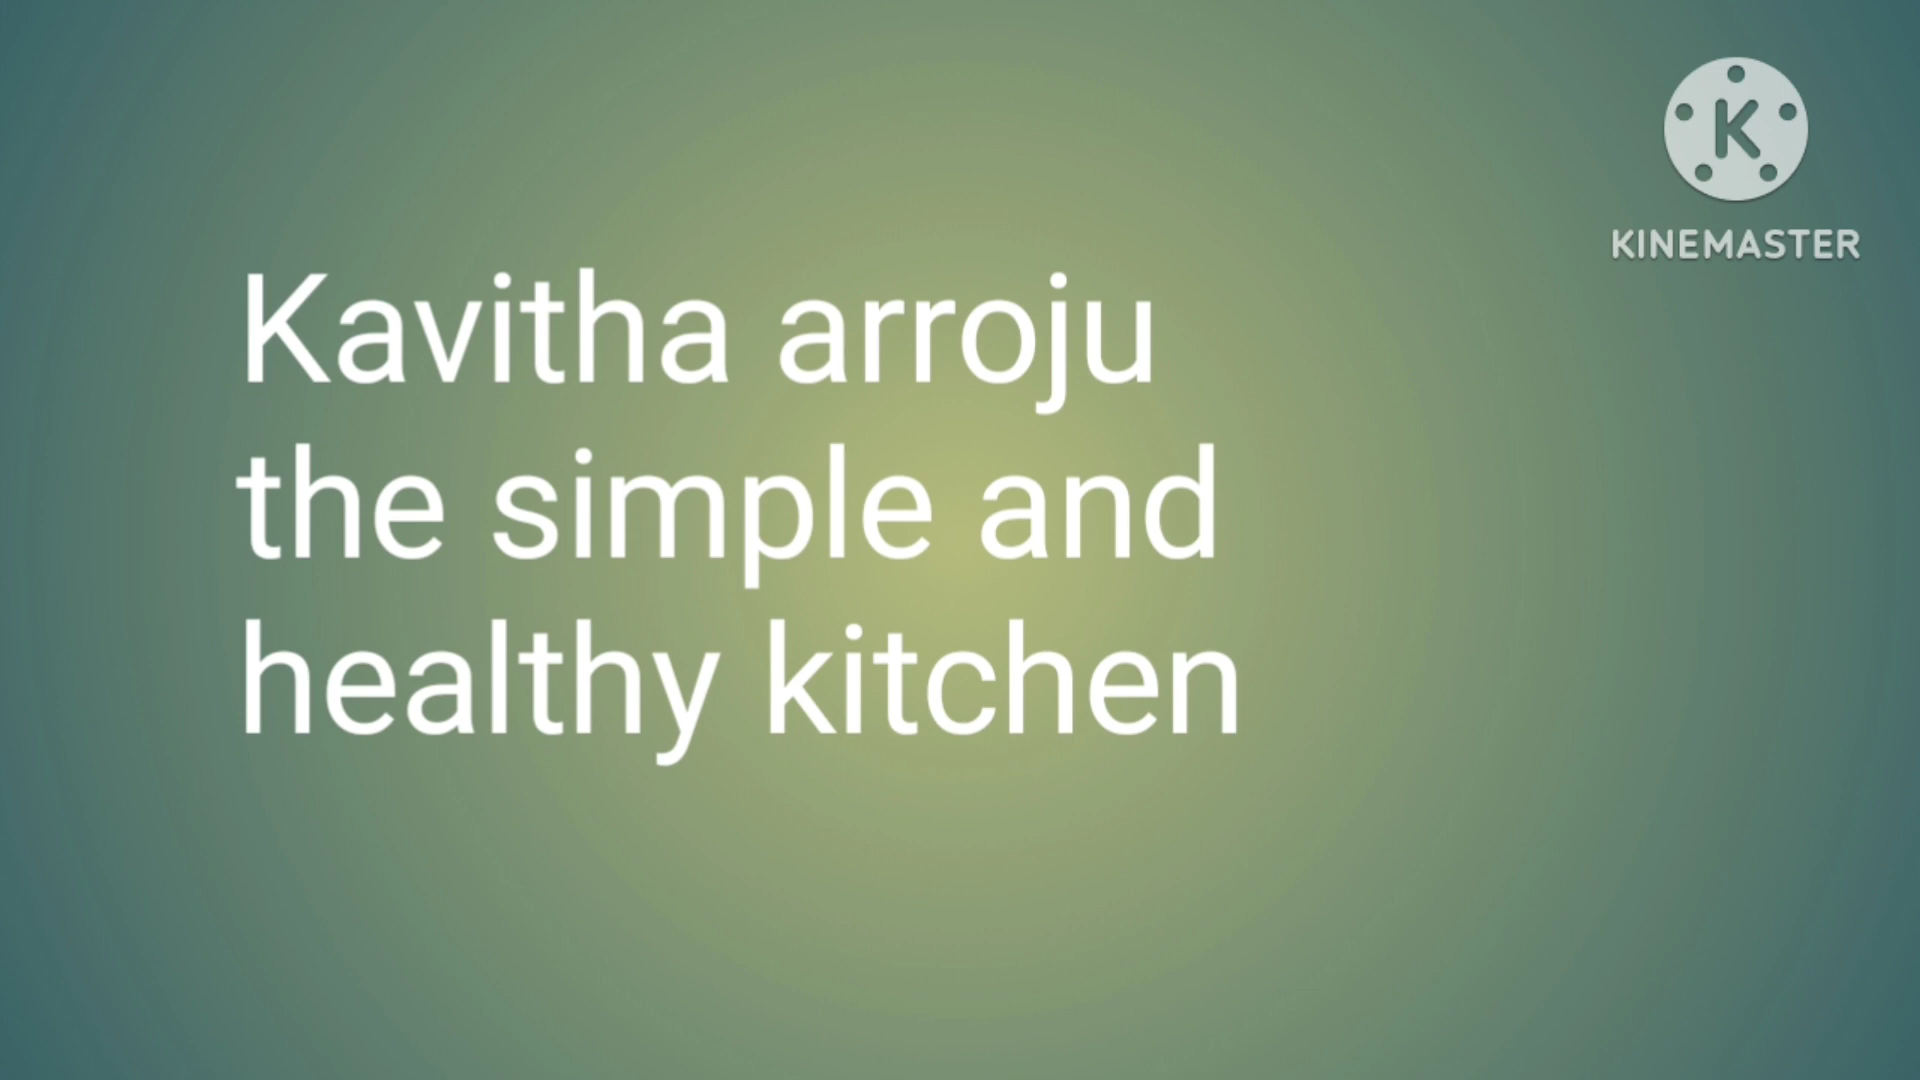 K
KINEMASTER
Kavitha arroju
the simple and
healthy kitchen